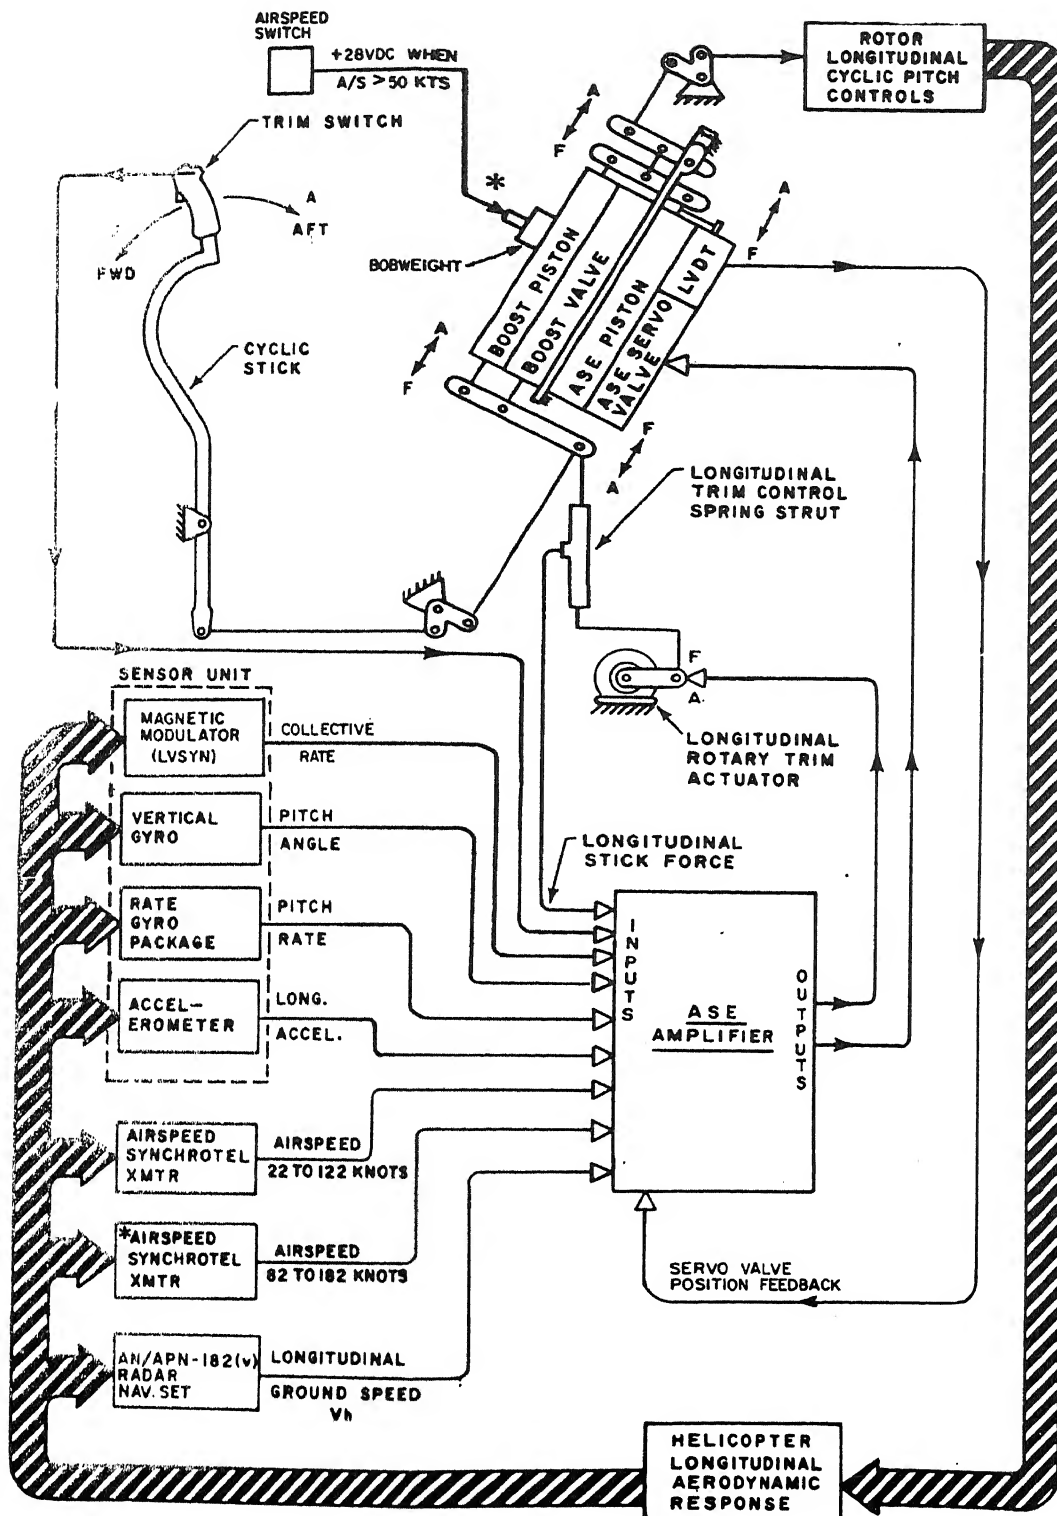 AIRSPEED
SWITCH
+28VDC WHEN
A/S > 50 KTS
ROTOR
LONGITUDINAL
CYCLIC PITCH
CONTROLS
TRIM SWITCH
A
F
A
AFT
FWD
*
BOBWEIGHT
BOOST PISTON
BOOST VALVE
ASE PISTON
ASE SERVO
VALVE
LVDT
A
F
A
F
CYCLIC
STICK
F
A
LONGITUDINAL
TRIM CONTROL
SPRING STRUT
F
A
LONGITUDINAL
ROTARY TRIM
ACTUATOR
SENSOR UNIT
MAGNETIC
MODULATOR
(LVSYN)
COLLECTIVE
RATE
VERTICAL
GYRO
PITCH
ANGLE
LONGITUDINAL
STICK FORCE
RATE
GYRO
PACKAGE
PITCH
RATE
ACCEL-
EROMETER
LONG.
ACCEL.
INPUTS
ASE
AMPLIFIER
OUTPUTS
AIRSPEED
SYNCHROTEL
XMTR
AIRSPEED
22 TO 122 KNOTS
*AIRSPEED
SYNCHROTEL
XMTR
AIRSPEED
82 TO 182 KNOTS
SERVO VALVE
POSITION FEEDBACK
AN/APN-182(v)
RADAR
NAV. SET
LONGITUDINAL
GROUND SPEED
Vh
HELICOPTER
LONGITUDINAL
AERODYNAMIC
RESPONSE